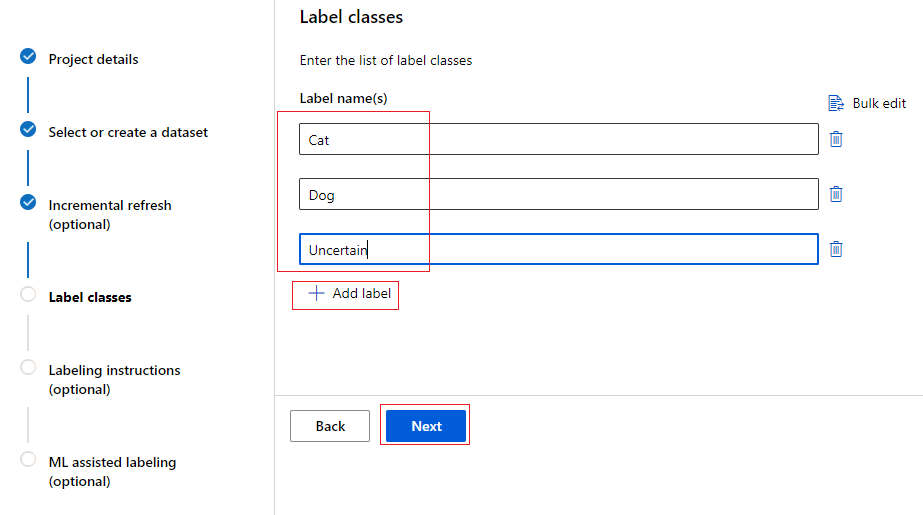 Project details
Select or create a dataset
Incremental refresh
(optional)
Label classes
Labeling instructions
(optional)
ML assisted labeling
(optional)
Label classes
Enter the list of label classes
Label name(s)
Bulk edit
Cat
Dog
Uncertain
Add label
Back
Next